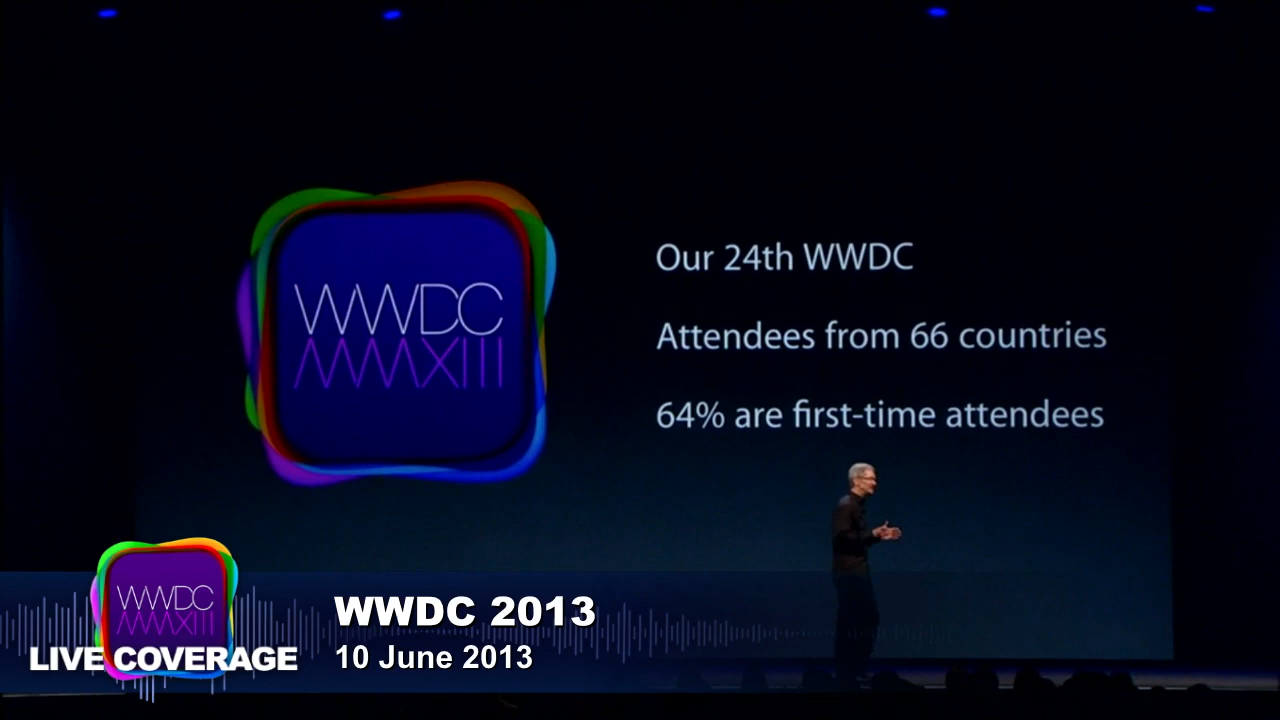 WWDC
MMXIII
Our 24th WWDC
Attendees from 66 countries
64% are first-time attendees
WWDC
MMXIII
LIVE COVERAGE
WWDC 2013
10 June 2013